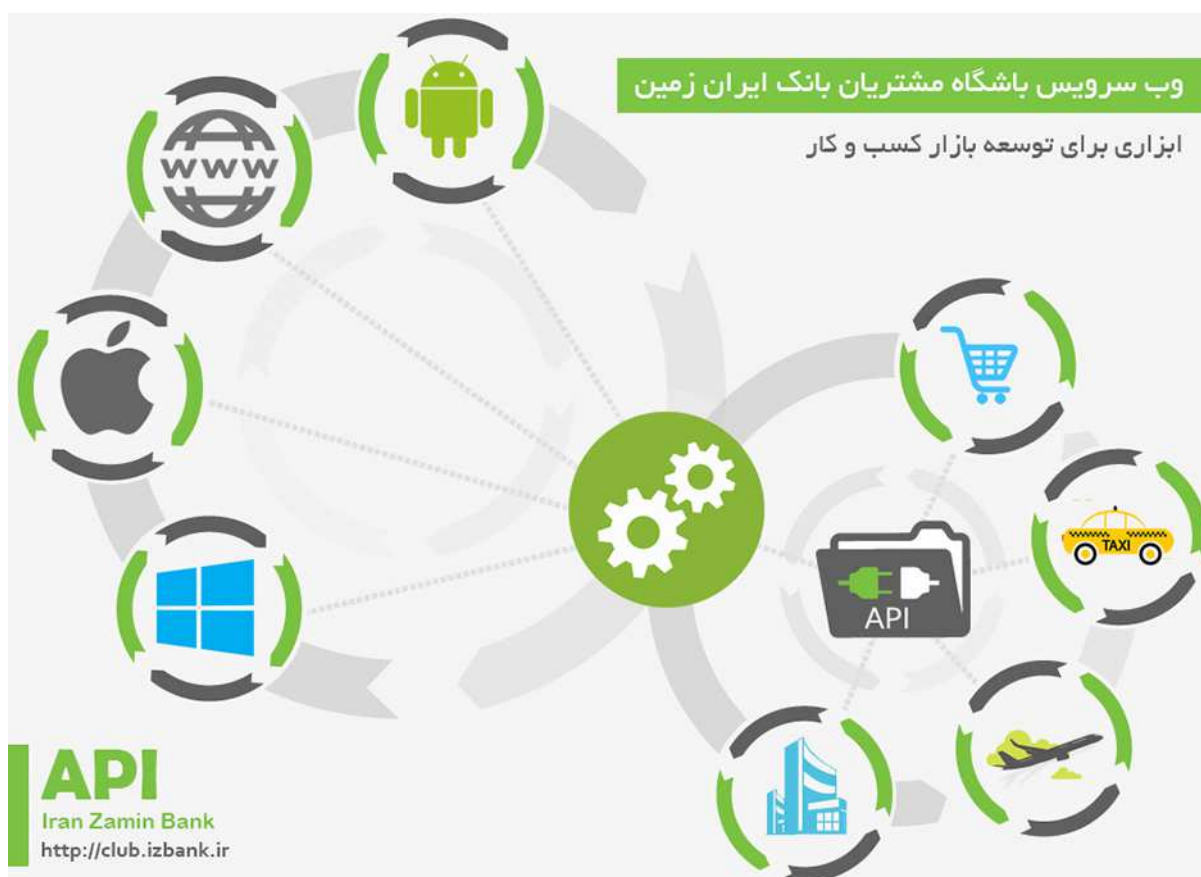 وب سرویس باشگاه مشتریان بانک ایران زمین
ابزاری برای توسعه بازار کسب و کار
WWW
TAXI
API
API
Iran Zamin Bank
http://club.izbank.ir